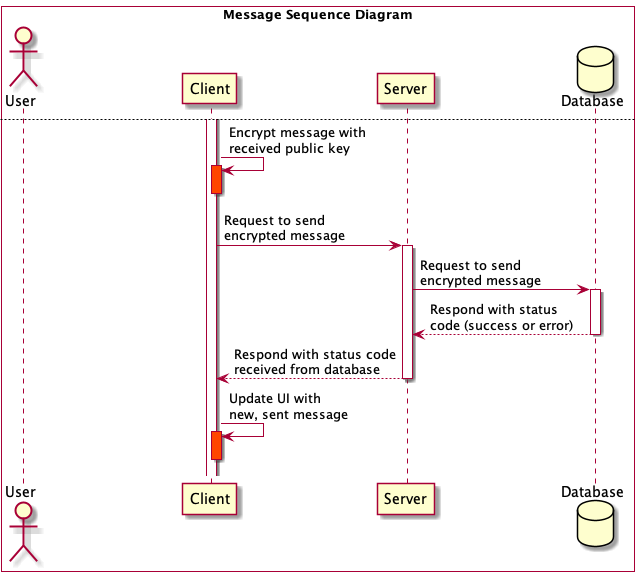 Message Sequence Diagram
User
Client
Server
Database
Encrypt message with
received public key
Request to send
encrypted message
Request to send
encrypted message
Respond with status
code (success or error)
Respond with status code
received from database
Update UI with
new, sent message
User
Client
Server
Database